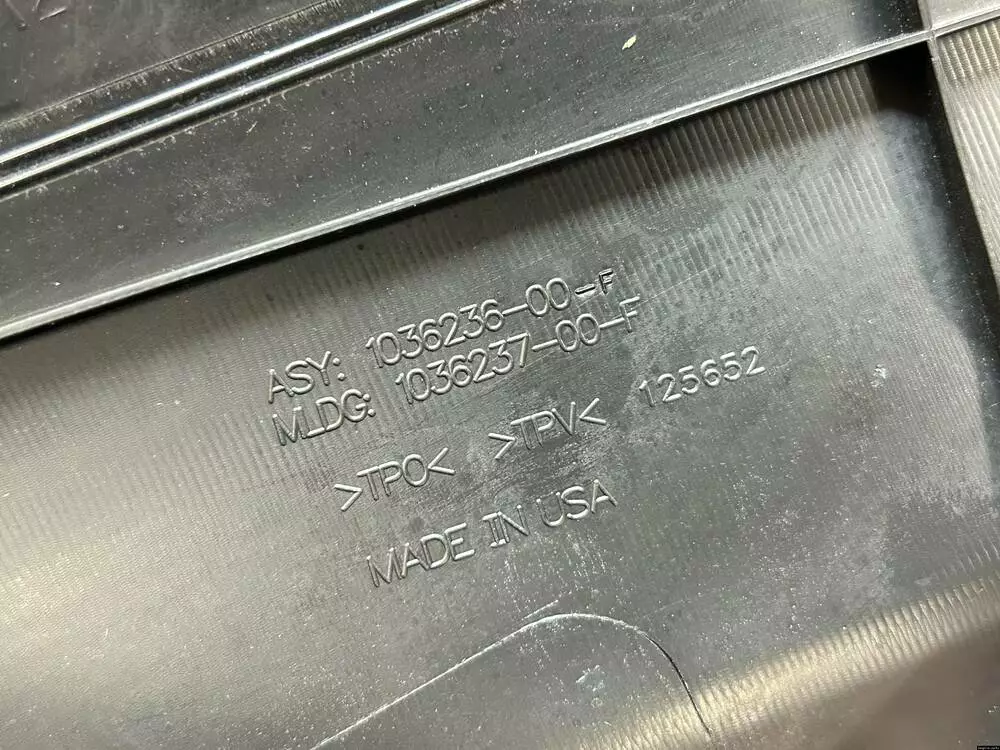 ASY: 1036236-00-F
MLDG: 1036237-00-F
>TPO< >TPV< 125652
MADE IN USA